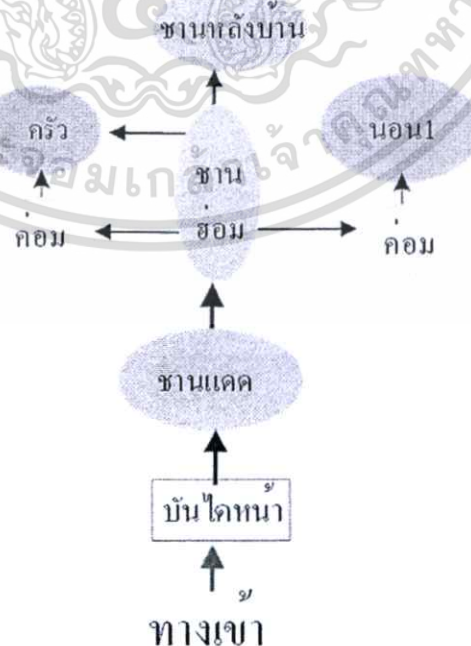 ชานหลังบ้าน
ครัว
นอน1
ชาน
ฮ่อม
ค่อม
ค่อม
ชานแดด
บันไดหน้า
ทางเข้า